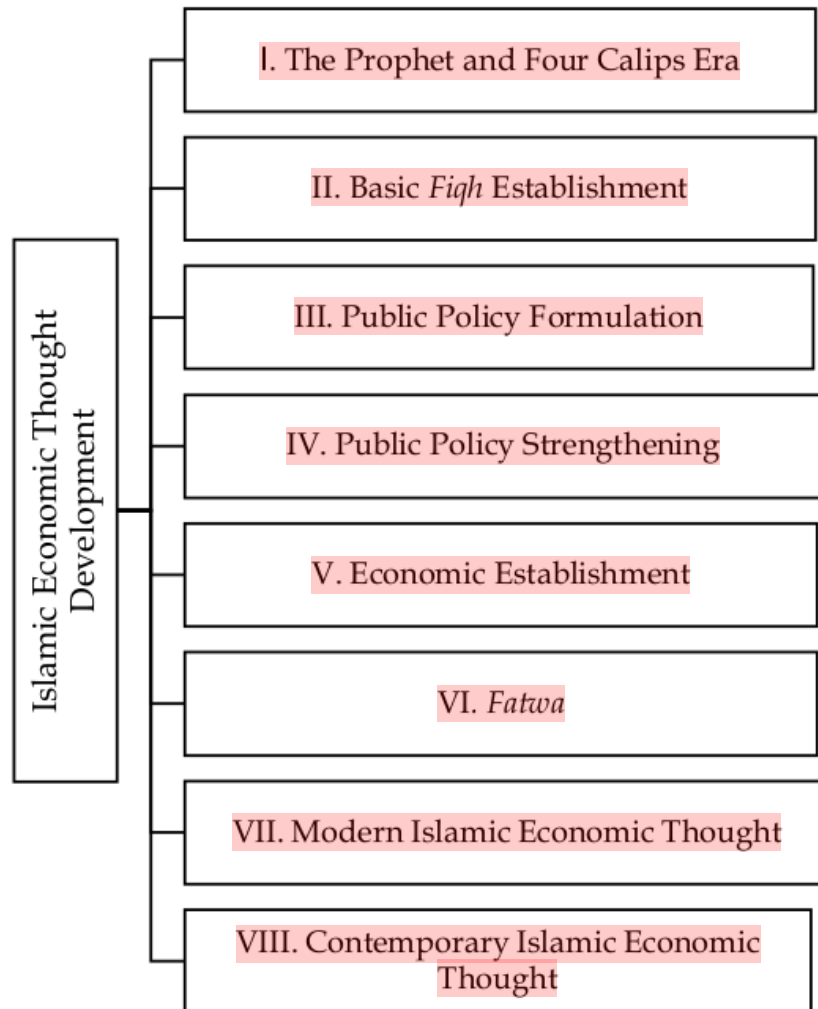 Islamic Economic Thought
Development
I. The Prophet and Four Calips Era
II. Basic Fiqh Establishment
III. Public Policy Formulation
IV. Public Policy Strengthening
V. Economic Establishment
VI. Fatwa
VII. Modern Islamic Economic Thought
VIII. Contemporary Islamic Economic
Thought